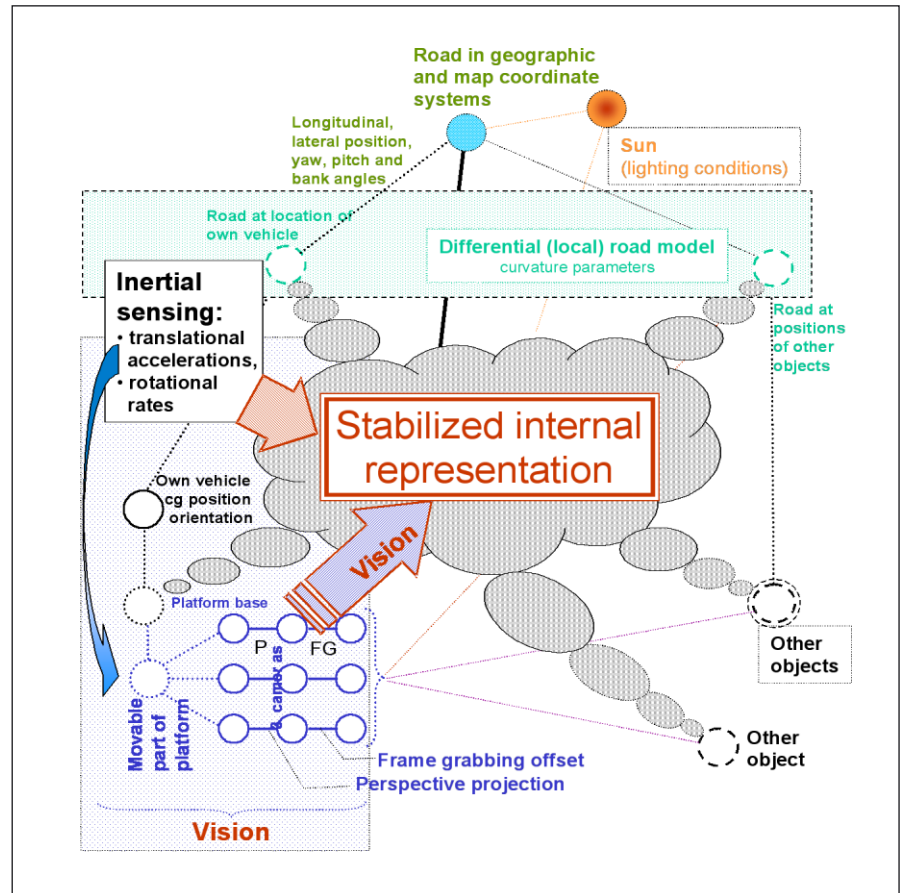 Road in geographic
and map coordinate
systems
Longitudinal,
lateral position,
yaw, pitch and
bank angles
Sun
(lighting conditions)
Road at location of
own vehicle
Differential (local) road model
curvature parameters
Inertial
sensing:
• translational
accelerations,
• rotational
rates
Road at
positions
of other
objects
Stabilized internal
representation
Own vehicle
cg position
orientation
Vision
Platform base
P
FG
3 camer as
Movable
part of
platform
Other
objects
Other
object
Frame grabbing offset
Perspective projection
Vision